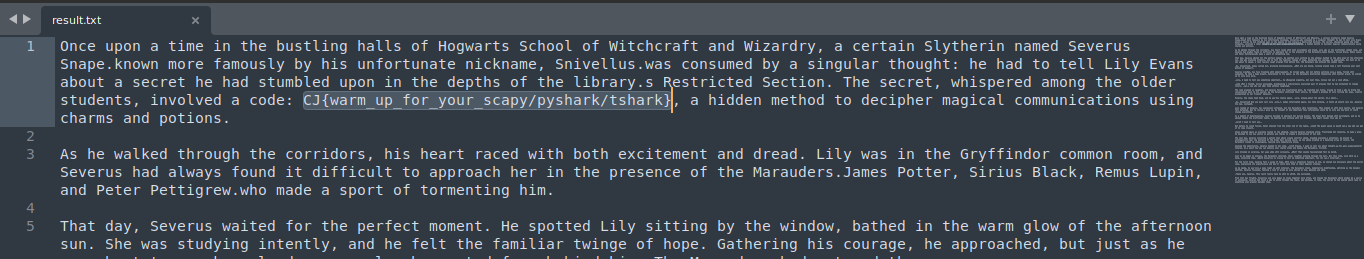 result.txt
1 Once upon a time in the bustling halls of Hogwarts School of Witchcraft and Wizardry, a certain Slytherin named Severus
Snape.known more famously by his unfortunate nickname, Snivellus.was consumed by a singular thought: he had to tell Lily Evans
about a secret he had stumbled upon in the depths of the library.s Restricted Section. The secret, whispered among the older
students, involved a code: CJ{warm_up_for_your_scapy/pyshark/tshark}, a hidden method to decipher magical communications using
charms and potions.
2
3 As he walked through the corridors, his heart raced with both excitement and dread. Lily was in the Gryffindor common room, and
Severus had always found it difficult to approach her in the presence of the Marauders.James Potter, Sirius Black, Remus Lupin,
and Peter Pettigrew.who made a sport of tormenting him.
4
5 That day, Severus waited for the perfect moment. He spotted Lily sitting by the window, bathed in the warm glow of the afternoon
sun. She was studying intently, and he felt the familiar twinge of hope. Gathering his courage, he approached, but just as he